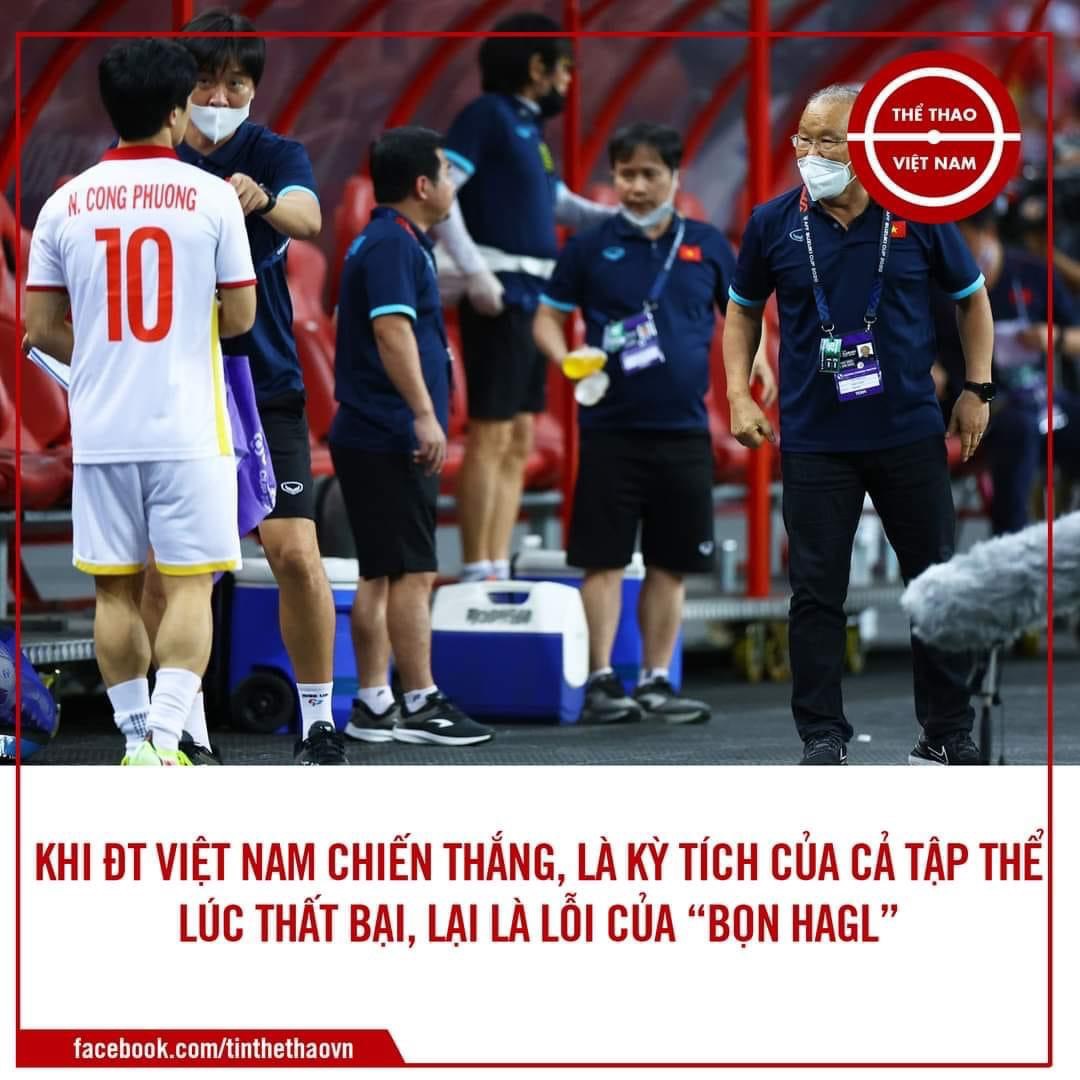 THỂ THAO
VIỆT NAM
N. CONG PHUONG
10
KHI ĐT VIỆT NAM CHIẾN THẮNG, LÀ KỲ TÍCH CỦA CẢ TẬP THỂ
LÚC THẤT BẠI, LẠI LÀ LỖI CỦA “BỌN HAGL”
facebook.com/tinthethaovn